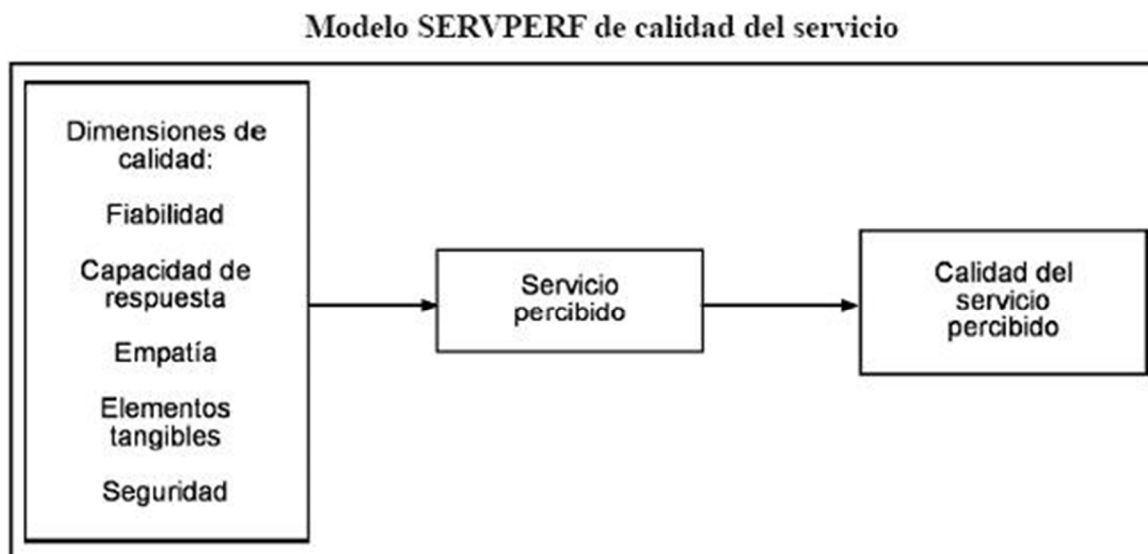 Modelo SERVPERF de calidad del servicio
Dimensiones de
calidad:
Fiabilidad
Capacidad de
respuesta
Empatía
Elementos
tangibles
Seguridad
Servicio
percibido
Calidad del
servicio
percibido